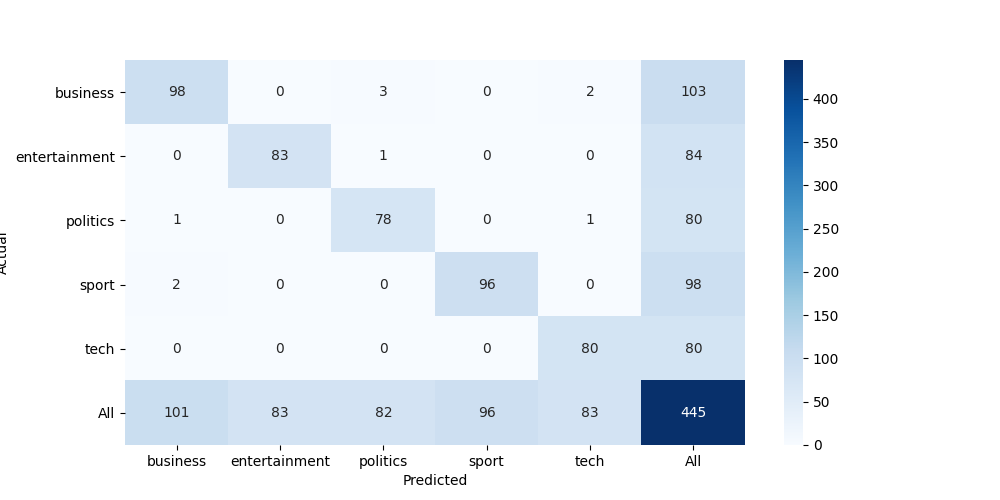 business 98 0 3 0 2 103
entertainment 0 83 1 0 0 84
politics 1 0 78 0 1 80
sport 2 0 0 96 0 98
tech 0 0 0 0 80 80
All 101 83 82 96 83 445
business entertainment politics sport tech All
Predicted
Actual
400
350
300
250
200
150
100
50
0